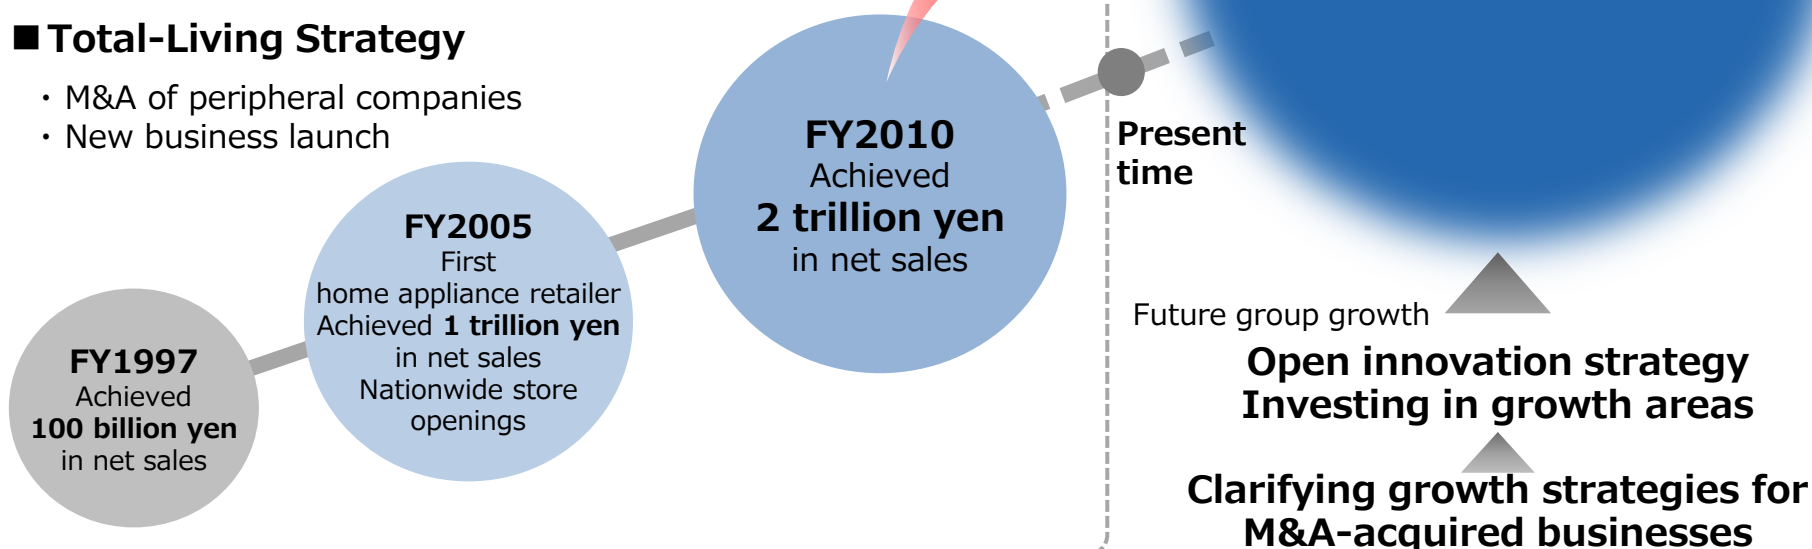 ■ Total-Living Strategy
・M&A of peripheral companies
・New business launch
FY1997
Achieved
100 billion yen
in net sales
FY2005
First
home appliance retailer
Achieved 1 trillion yen
in net sales
Nationwide store
openings
FY2010
Achieved
2 trillion yen
in net sales
Present
time
Future group growth
Open innovation strategy
Investing in growth areas
Clarifying growth strategies for
M&A-acquired businesses